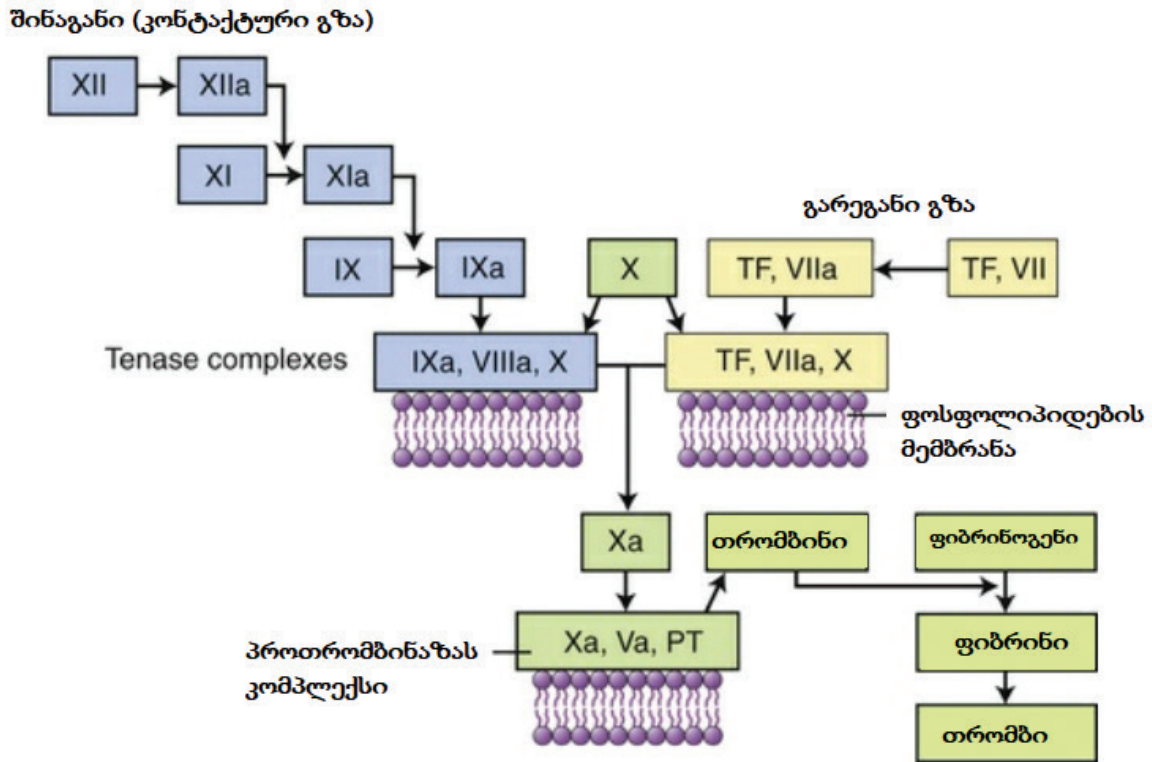 შინაგანი (კონტაქტური გზა)
XII
XIIa
XI
XIa
გარეგანი გზა
IX
IXa
X
TF, VIIa
TF, VII
Tenase complexes
IXa, VIIIa, X
TF, VIIa, X
ფოსფოლიპიდების
მემბრანა
Xa
თრომბინი
ფიბრინოგენი
პროთრომბინაზას
კომპლექსი
Xa, Va, PT
ფიბრინი
თრომბი